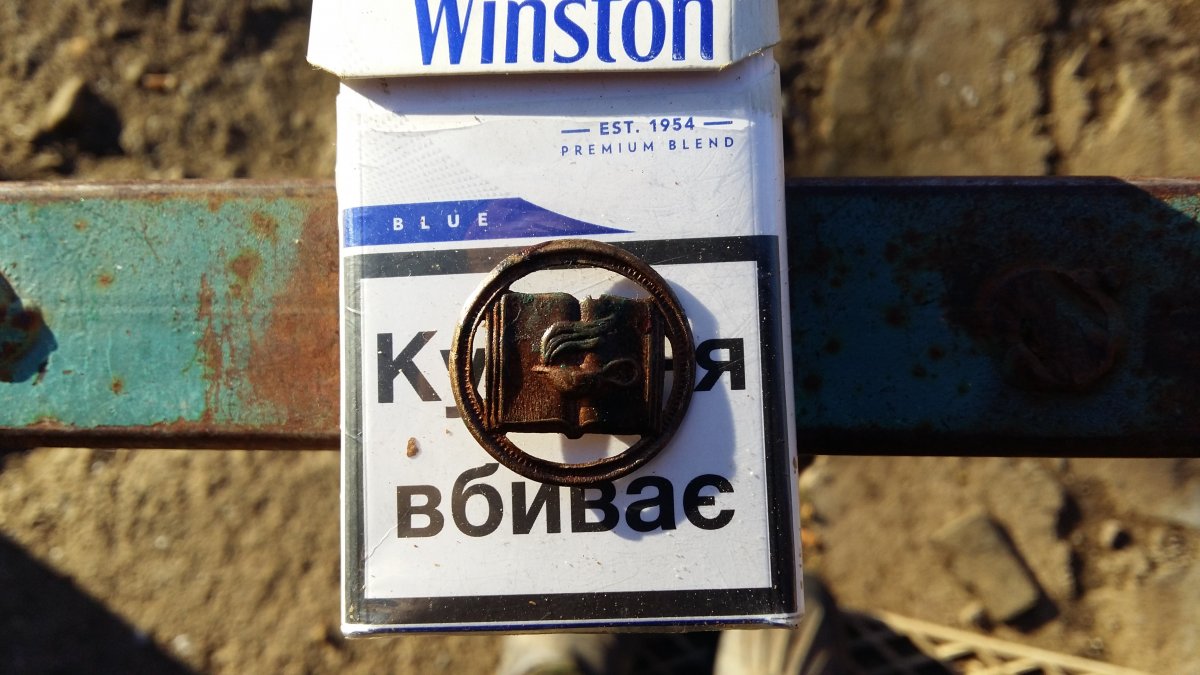 Winston
EST. 1954
PREMIUM BLEND
BLUE
вбиває